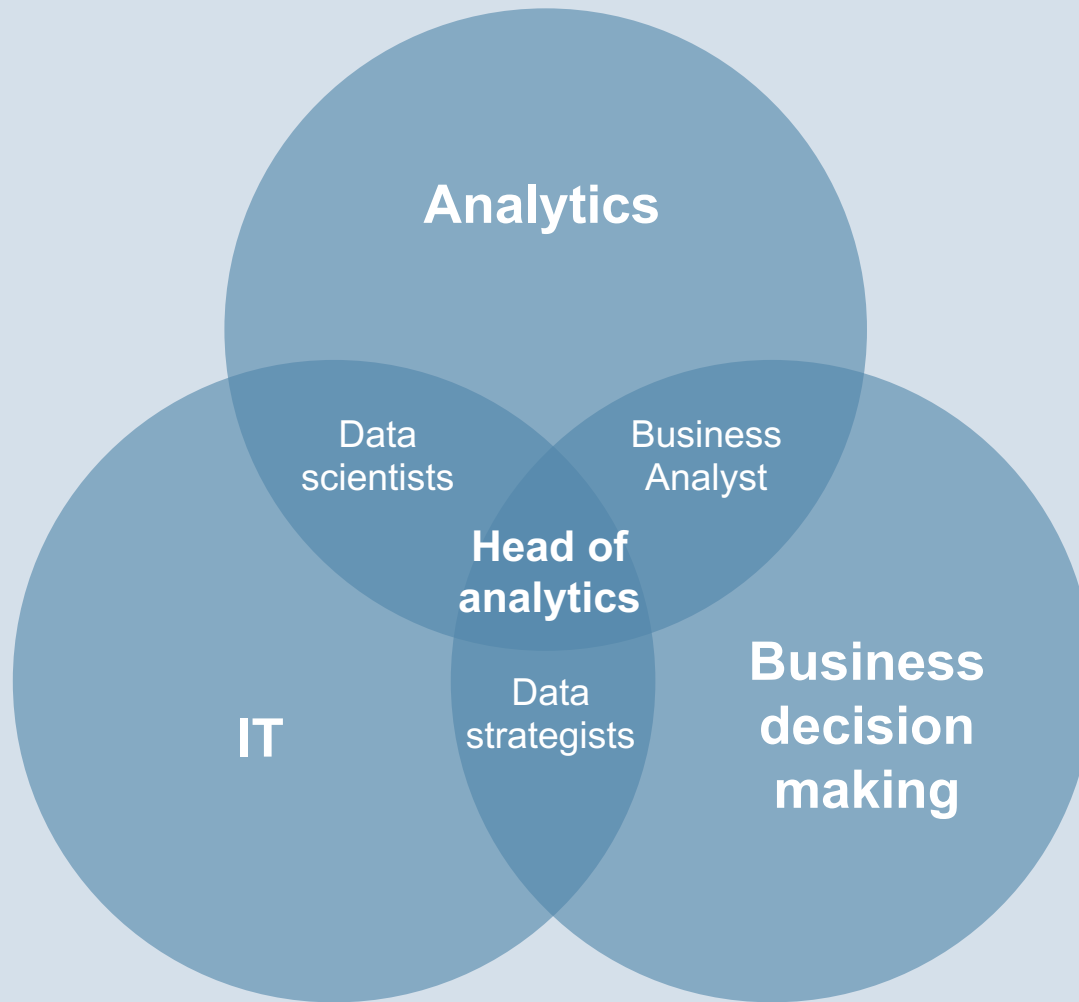 Analytics
Data
scientists
Business
Analyst
Head of
analytics
Data
strategists
IT
Business
decision
making